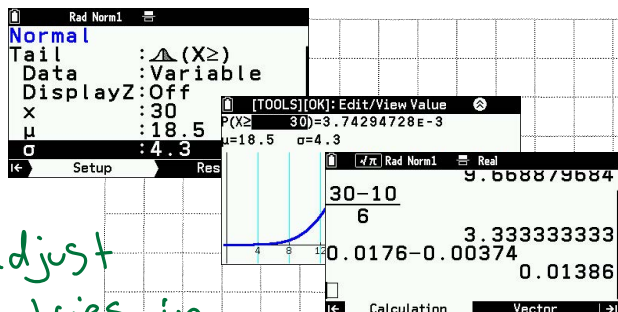 Rad Norm1
Normal
Tail :(X≥)
Data :Variable
DisplayZ:Off
x :30
μ :18.5
σ :4.3
Setup
Res
[TOOLS][OK]: Edit/View Value
P(X≥ 30)=3.74294728E-3
μ=18.5 σ=4.3
4 8 12
√π Rad Norm1 Real
9.668879684
30-10
6
3.333333333
0.0176-0.00374
0.01386
Calculation Vector
adjust